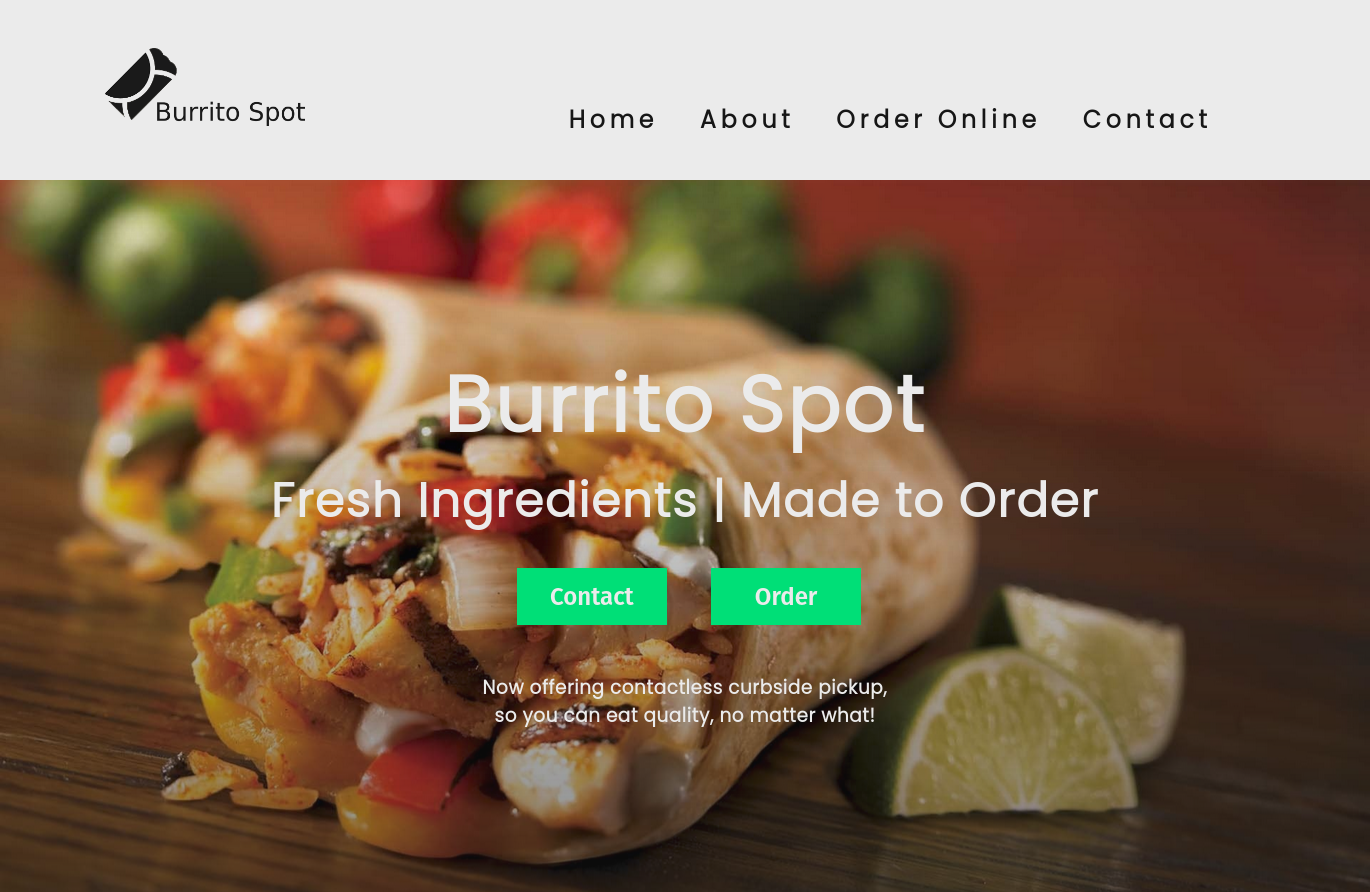 Burrito Spot
Home About Order Online Contact
Burrito Spot
Fresh Ingredients | Made to Order
Contact Order
Now offering contactless curbside pickup,
so you can eat quality, no matter what!